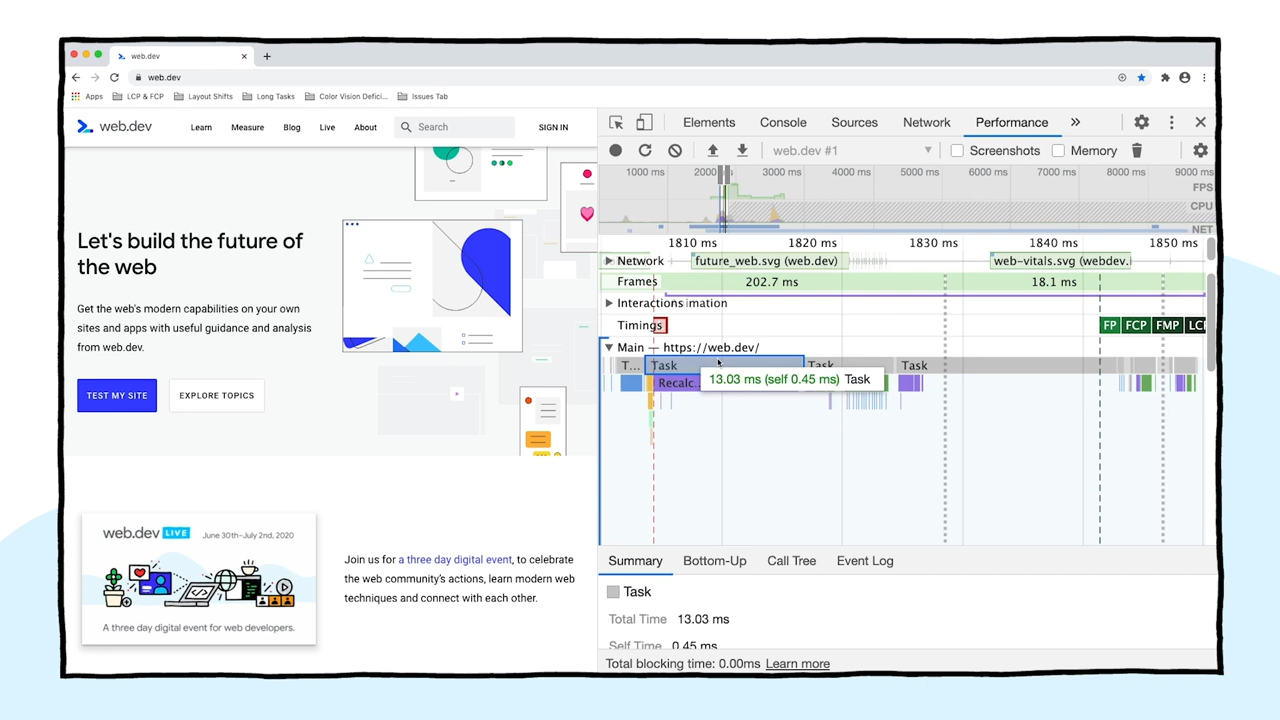 web.dev
web.dev
Apps LCP & FCP Layout Shifts Long Tasks Color Vision Defici... Issues Tab
web.dev Learn Measure Blog Live About Search SIGN IN
Let's build the future of
the web
Get the web's modern capabilities on your own
sites and apps with useful guidance and analysis
from web.dev.
TEST MY SITE EXPLORE TOPICS
web.dev LIVE June 30th-July 2nd, 2020
A three day digital event for web developers.
Join us for a three day digital event, to celebrate
the web community's actions, learn modern web
techniques and connect with each other.
Elements Console Sources Network Performance
web.dev #1 Screenshots Memory
1000 ms 2000 3000 ms 4000 ms 5000 ms 6000 ms 7000 ms 8000 ms 9000 ms
FPS
CPU
NET
1810 ms 1820 ms 1830 ms 1840 ms 1850 ms
Network future_web.svg (web.dev) web-vitals.svg (webdev.i
Frames 202.7 ms 18.1 ms
Interactions imation
Timings FP FCP FMP LC
Main — https://web.dev/
T... Task Task Task
Recalc...
13.03 ms (self 0.45 ms) Task
Summary Bottom-Up Call Tree Event Log
Task
Total Time 13.03 ms
Self Time 0.45 ms
Total blocking time: 0.00ms Learn more